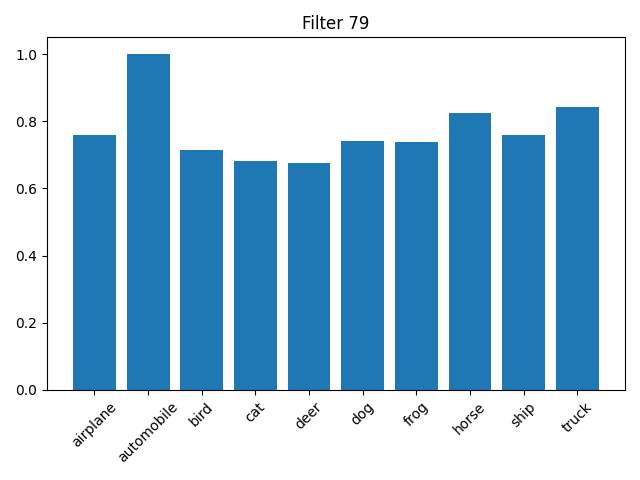 Filter 79
1.0
0.8
0.6
0.4
0.2
0.0
airplane
automobile
bird
cat
deer
dog
frog
horse
ship
truck